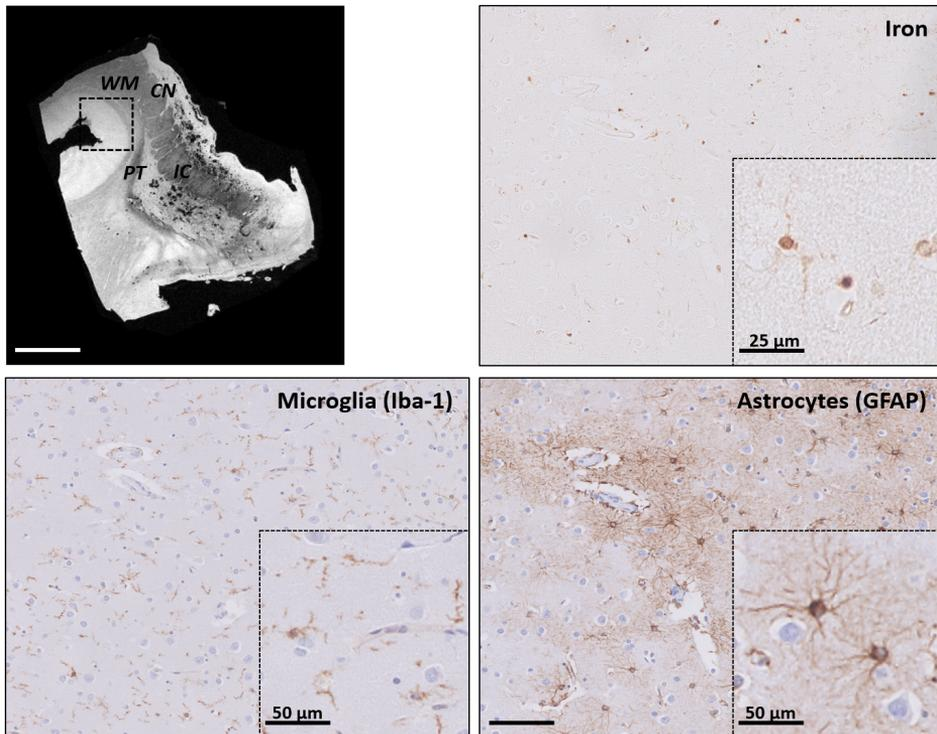 Iron
WM
CN
PT
IC
25 µm
Microglia (Iba-1)
Astrocytes (GFAP)
50 µm
50 µm